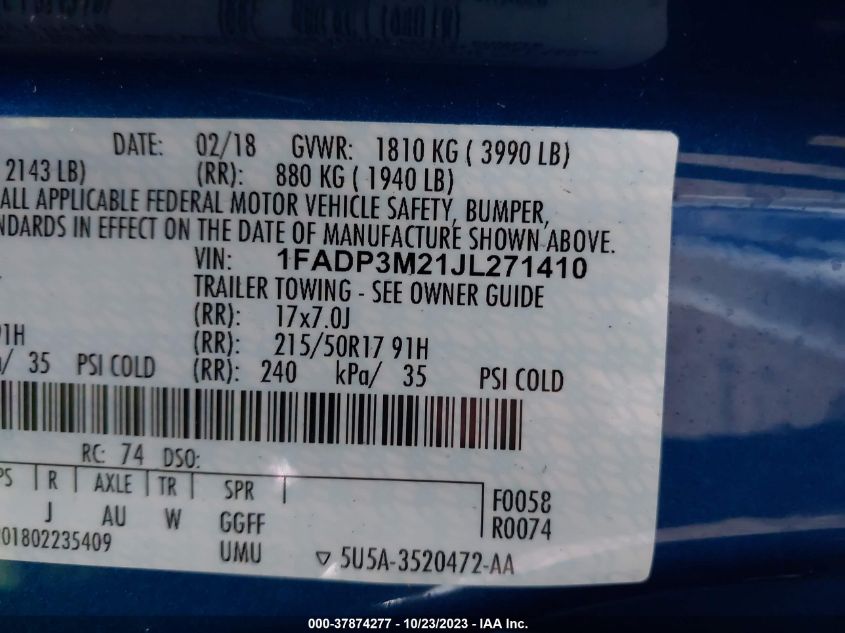 DATE: 02/18 GVWR: 1810 KG ( 3990 LB)
2143 LB) (RR): 880 KG ( 1940 LB)
ALL APPLICABLE FEDERAL MOTOR VEHICLE SAFETY, BUMPER,
NDARDS IN EFFECT ON THE DATE OF MANUFACTURE SHOWN ABOVE.
VIN: 1FADP3M21JL271410
TRAILER TOWING - SEE OWNER GUIDE
(RR): 17x7.0J
91H (RR): 215/50R17 91H
a/ 35 PSI COLD (RR): 240 kPa/ 35 PSI COLD
RC: 74 DSO:
PS R AXLE TR SPR F0058
J AU W GGFF R0074
01802235409 UMU ▽ 5U5A-3520472-AA
000-37874277 - 10/23/2023 - IAA Inc.